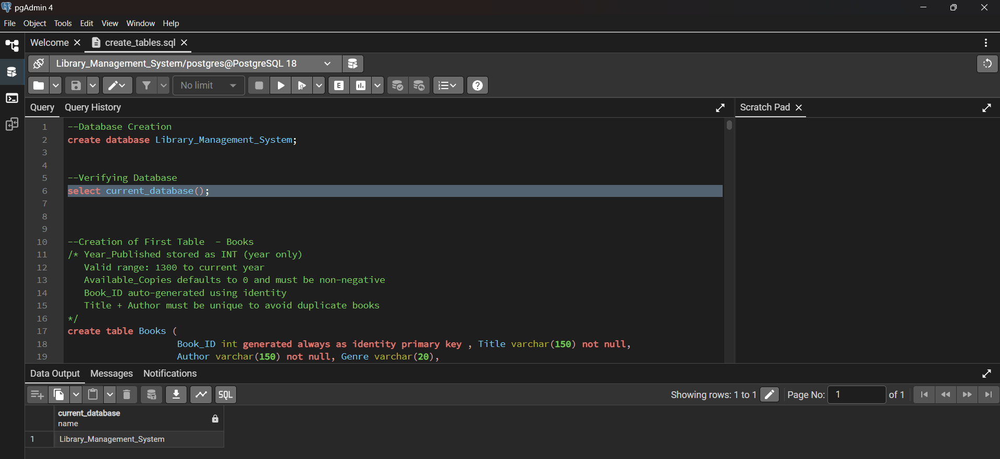 pgAdmin 4
File Object Tools Edit View Window Help
Welcome create_tables.sql
Library_Management_System/postgres@PostgreSQL 18
No limit
E
Query Query History
Scratch Pad
1 --Database Creation
2 create database Library_Management_System;
3
4
5 --Verifying Database
6 select current_database();
7
8
9
10 --Creation of First Table  - Books
11 /* Year_Published stored as INT (year only)
12    Valid range: 1300 to current year
13    Available_Copies defaults to 0 and must be non-negative
14    Book_ID auto-generated using identity
15    Title + Author must be unique to avoid duplicate books
16 */
17 create table Books (
18 Book_ID int generated always as identity primary key , Title varchar(150) not null,
19 Author varchar(150) not null, Genre varchar(20),
Data Output Messages Notifications
SQL
Showing rows: 1 to 1
Page No: 1 of 1
current_database
name
1 Library_Management_System